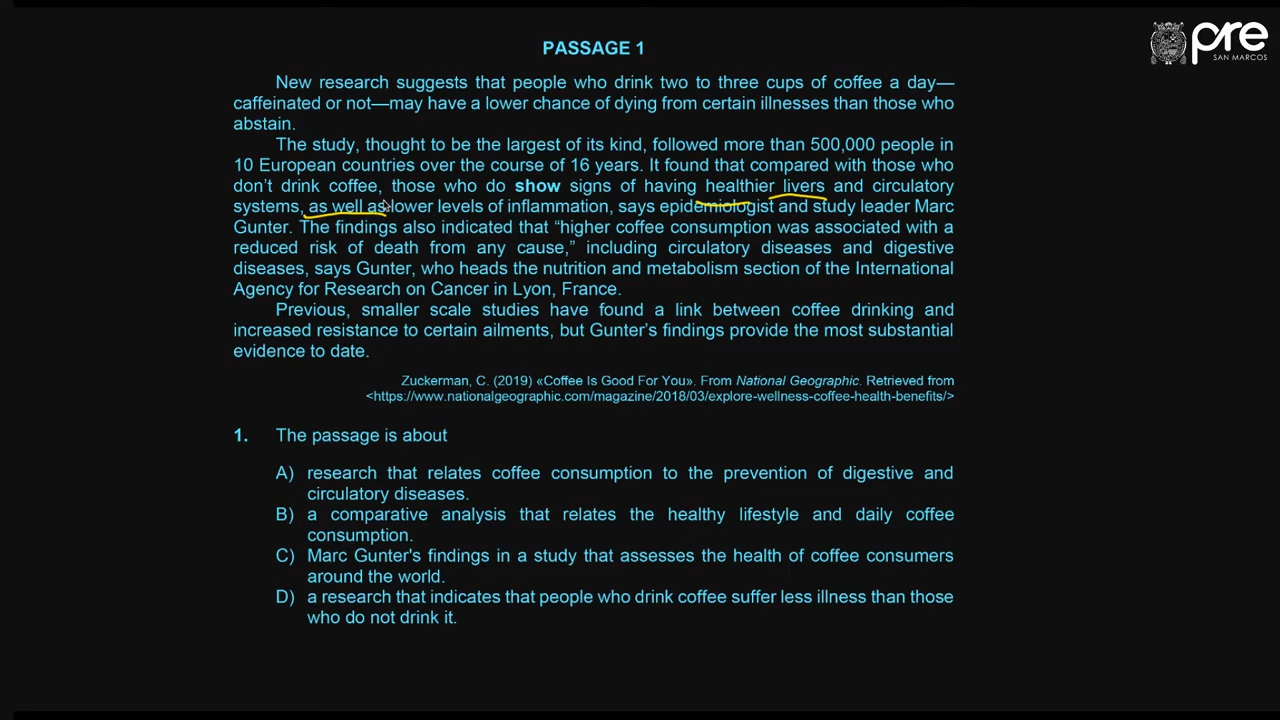 pre
SAN MARCOS
PASSAGE 1
New research suggests that people who drink two to three cups of coffee a day—
caffeinated or not—may have a lower chance of dying from certain illnesses than those who
abstain.
The study, thought to be the largest of its kind, followed more than 500,000 people in
10 European countries over the course of 16 years. It found that compared with those who
don’t drink coffee, those who do show signs of having healthier livers and circulatory
systems, as well as lower levels of inflammation, says epidemiologist and study leader Marc
Gunter. The findings also indicated that “higher coffee consumption was associated with a
reduced risk of death from any cause,” including circulatory diseases and digestive
diseases, says Gunter, who heads the nutrition and metabolism section of the International
Agency for Research on Cancer in Lyon, France.
Previous, smaller scale studies have found a link between coffee drinking and
increased resistance to certain ailments, but Gunter’s findings provide the most substantial
evidence to date.
Zuckerman, C. (2019) «Coffee Is Good For You». From National Geographic. Retrieved from
<https://www.nationalgeographic.com/magazine/2018/03/explore-wellness-coffee-health-benefits/>
1. The passage is about
A) research that relates coffee consumption to the prevention of digestive and
circulatory diseases.
B) a comparative analysis that relates the healthy lifestyle and daily coffee
consumption.
C) Marc Gunter's findings in a study that assesses the health of coffee consumers
around the world.
D) a research that indicates that people who drink coffee suffer less illness than those
who do not drink it.